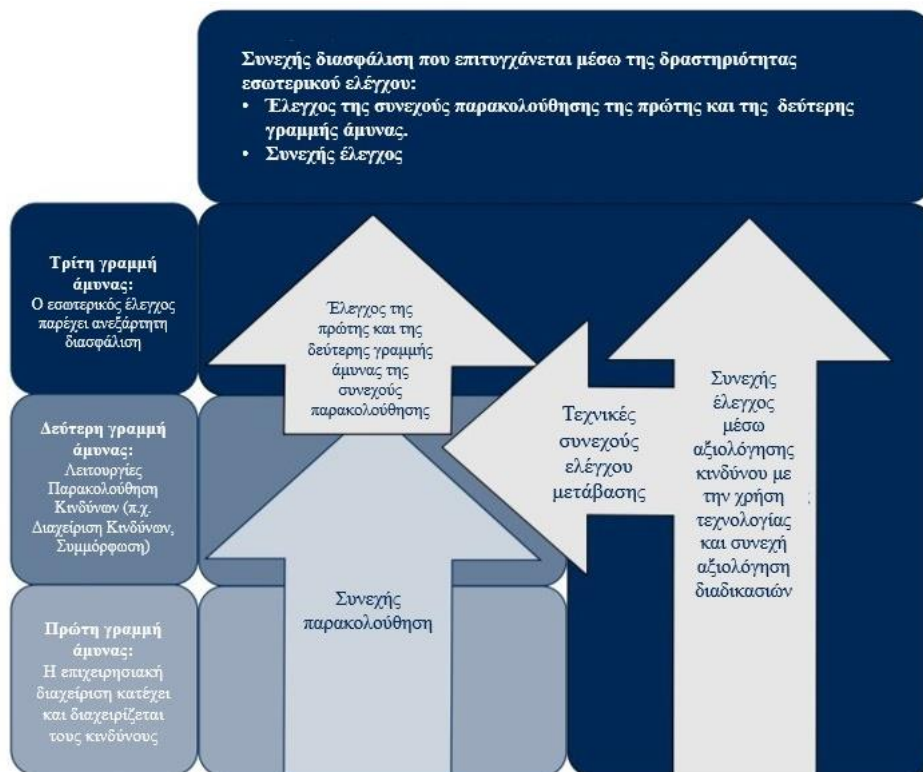 Συνεχής διασφάλιση που επιτυγχάνεται μέσω της δραστηριότητας
εσωτερικού ελέγχου:
• Έλεγχος της συνεχούς παρακολούθησης της πρώτης και της δεύτερης
γραμμής άμυνας.
• Συνεχής έλεγχος
Τρίτη γραμμή
άμυνας:
Ο εσωτερικός έλεγχος
παρέχει ανεξάρτητη
διασφάλιση
Έλεγχος της
πρώτης και της
δεύτερης γραμμής
άμυνας της
συνεχούς
παρακολούθησης
Δεύτερη γραμμή
άμυνας:
Λειτουργίες
Παρακολούθηση
Κινδύνων (π.χ.
Διαχείριση Κινδύνων,
Συμμόρφωση)
Τεχνικές
συνεχούς
ελέγχου
μετάβασης
Συνεχής
έλεγχος
μέσω
αξιολόγησης
κινδύνου με
την χρήση
τεχνολογίας
και συνεχή
αξιολόγηση
διαδικασιών
Πρώτη γραμμή
άμυνας:
Η επιχειρησιακή
διαχείριση κατέχει
και διαχειρίζεται
τους κινδύνους
Συνεχής
παρακολούθηση